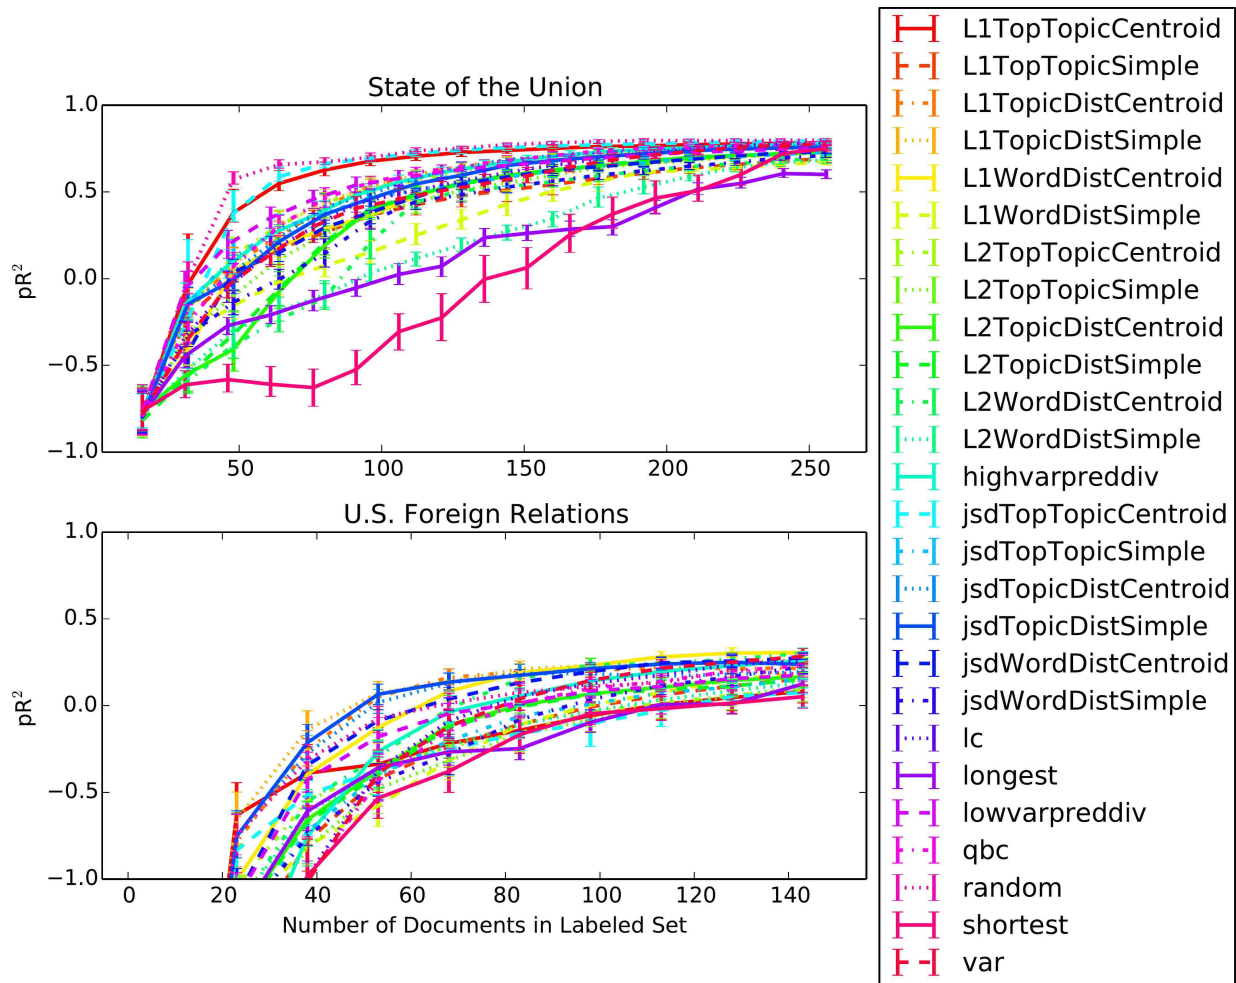 State of the Union
1.0
0.5
0.0
−0.5
−1.0
pR²
50
100
150
200
250
U.S. Foreign Relations
1.0
0.5
0.0
−0.5
−1.0
pR²
0
20
40
60
80
100
120
140
Number of Documents in Labeled Set
L1TopTopicCentroid
L1TopTopicSimple
L1TopicDistCentroid
L1TopicDistSimple
L1WordDistCentroid
L1WordDistSimple
L2TopTopicCentroid
L2TopTopicSimple
L2TopicDistCentroid
L2TopicDistSimple
L2WordDistCentroid
L2WordDistSimple
highvarpreddiv
jsdTopTopicCentroid
jsdTopTopicSimple
jsdTopicDistCentroid
jsdTopicDistSimple
jsdWordDistCentroid
jsdWordDistSimple
lc
longest
lowvarpreddiv
qbc
random
shortest
var